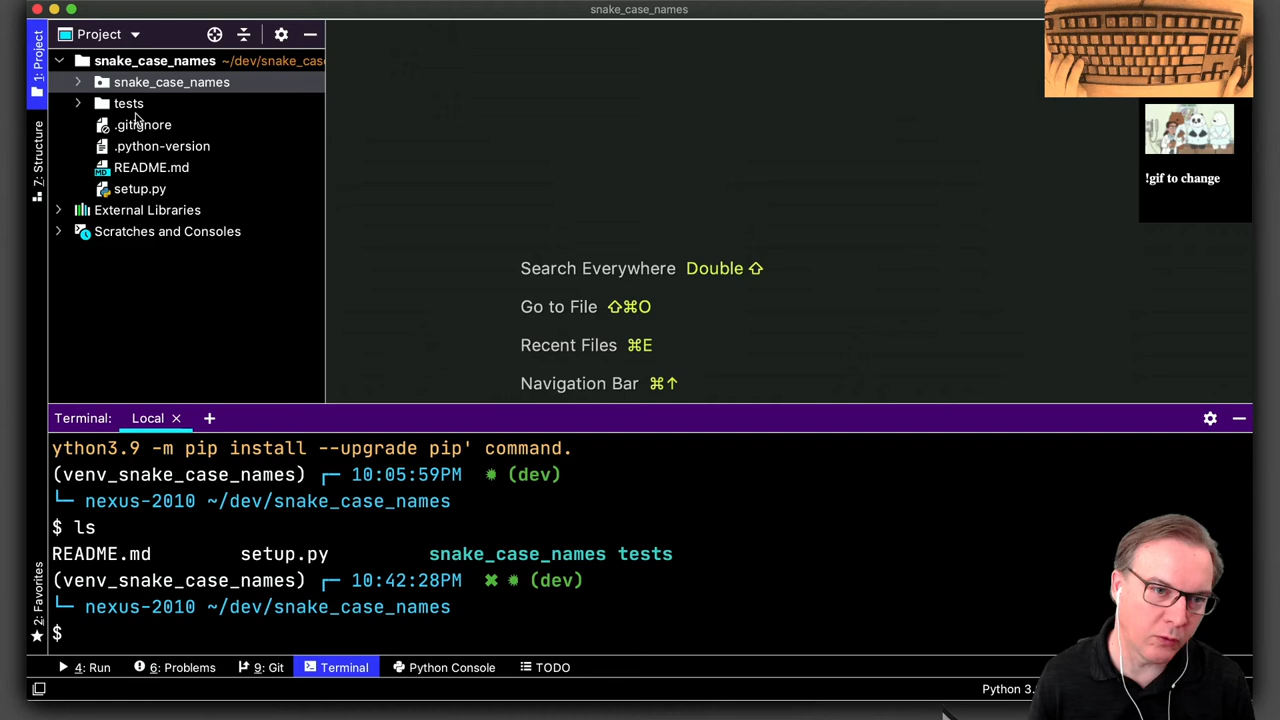 snake_case_names
Project
1: Project
snake_case_names ~/dev/snake_cas
snake_case_names
tests
.gitignore
.python-version
README.md
setup.py
External Libraries
Scratches and Consoles
7: Structure
!gif to change
Search Everywhere Double ⇧
Go to File ⇧⌘O
Recent Files ⌘E
Navigation Bar ⌘↑
Terminal: Local × +
ython3.9 -m pip install --upgrade pip' command.
(venv_snake_case_names) ┌─ 10:05:59PM ✹ (dev)
└─ nexus-2010 ~/dev/snake_case_names
$ ls
README.md setup.py snake_case_names tests
(venv_snake_case_names) ┌─ 10:42:28PM ✖ ✹ (dev)
└─ nexus-2010 ~/dev/snake_case_names
$
2: Favorites
4: Run 6: Problems 9: Git Terminal Python Console TODO
Python 3.